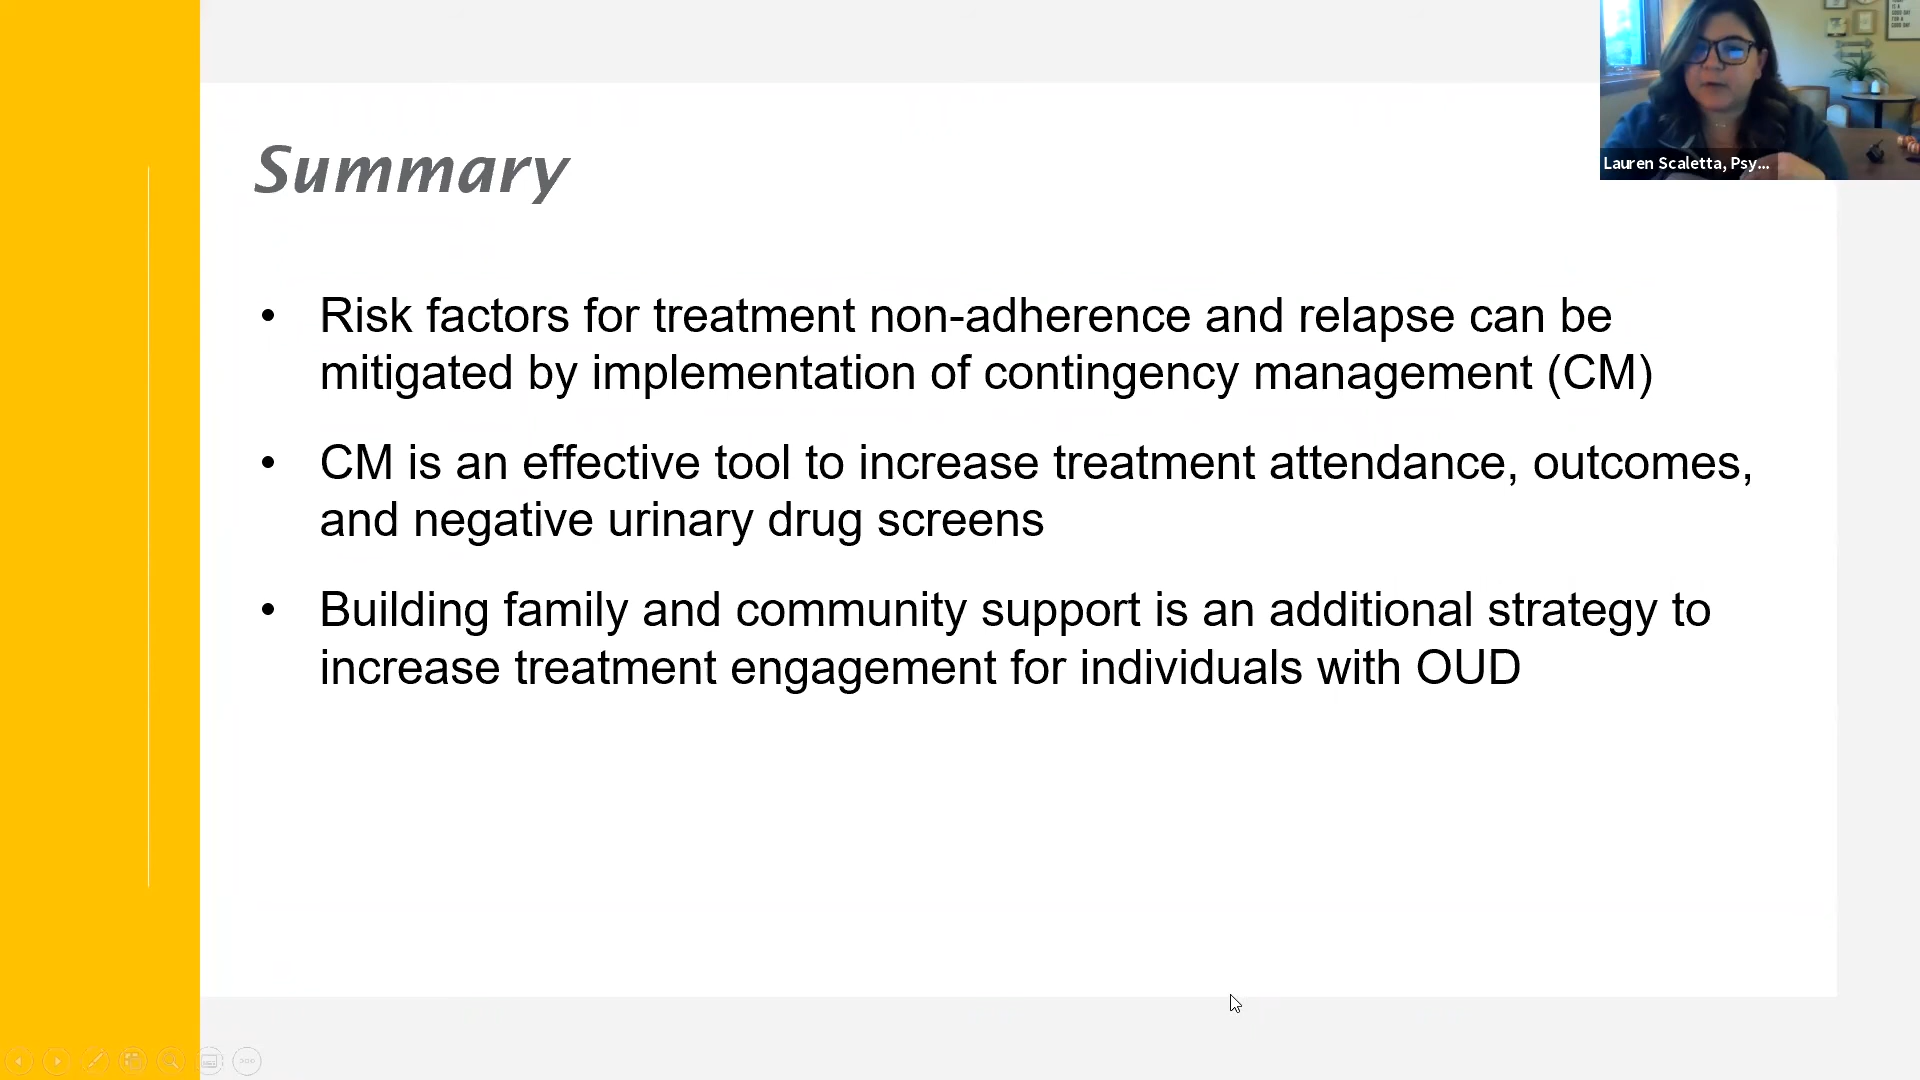 Summary
• Risk factors for treatment non-adherence and relapse can be
mitigated by implementation of contingency management (CM)
• CM is an effective tool to increase treatment attendance, outcomes,
and negative urinary drug screens
• Building family and community support is an additional strategy to
increase treatment engagement for individuals with OUD
Lauren Scaletta, Psy...